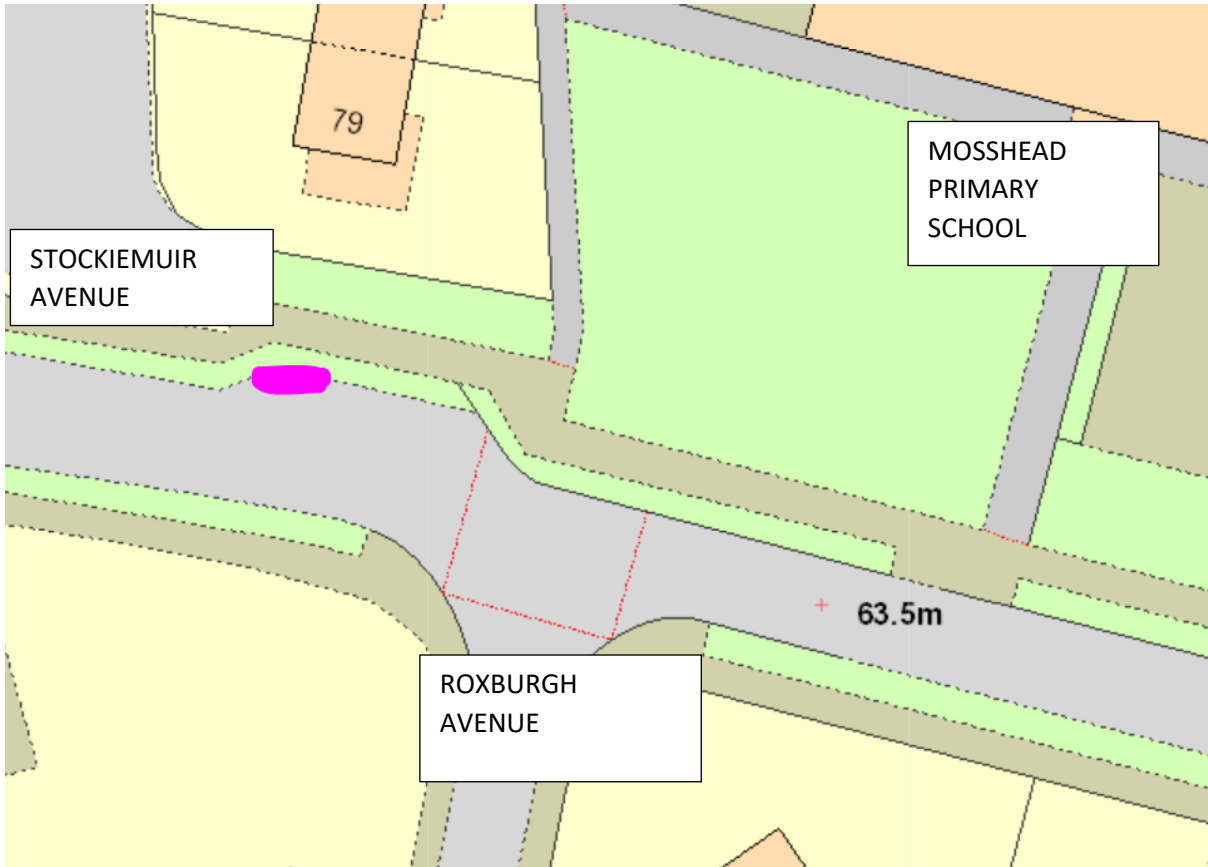 79
MOSSHEAD
PRIMARY
SCHOOL
STOCKIEMUIR
AVENUE
63.5m
ROXBURGH
AVENUE